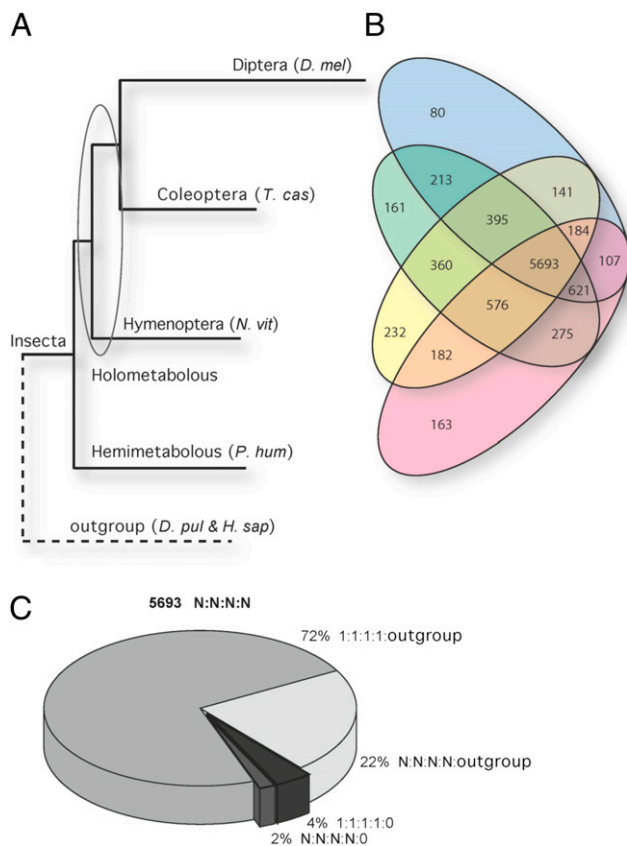 A
B
Diptera (D. mel)
80
213
141
161
395
184
Coleoptera (T. cas)
360
5693
107
621
576
232
275
Hymenoptera (N. vit)
182
Insecta
Holometabolous
163
Hemimetabolous (P. hum)
outgroup (D. pul & H. sap)
C
5693 N:N:N:N
72% 1:1:1:1:outgroup
22% N:N:N:N:outgroup
4% 1:1:1:1:0
2% N:N:N:N:0